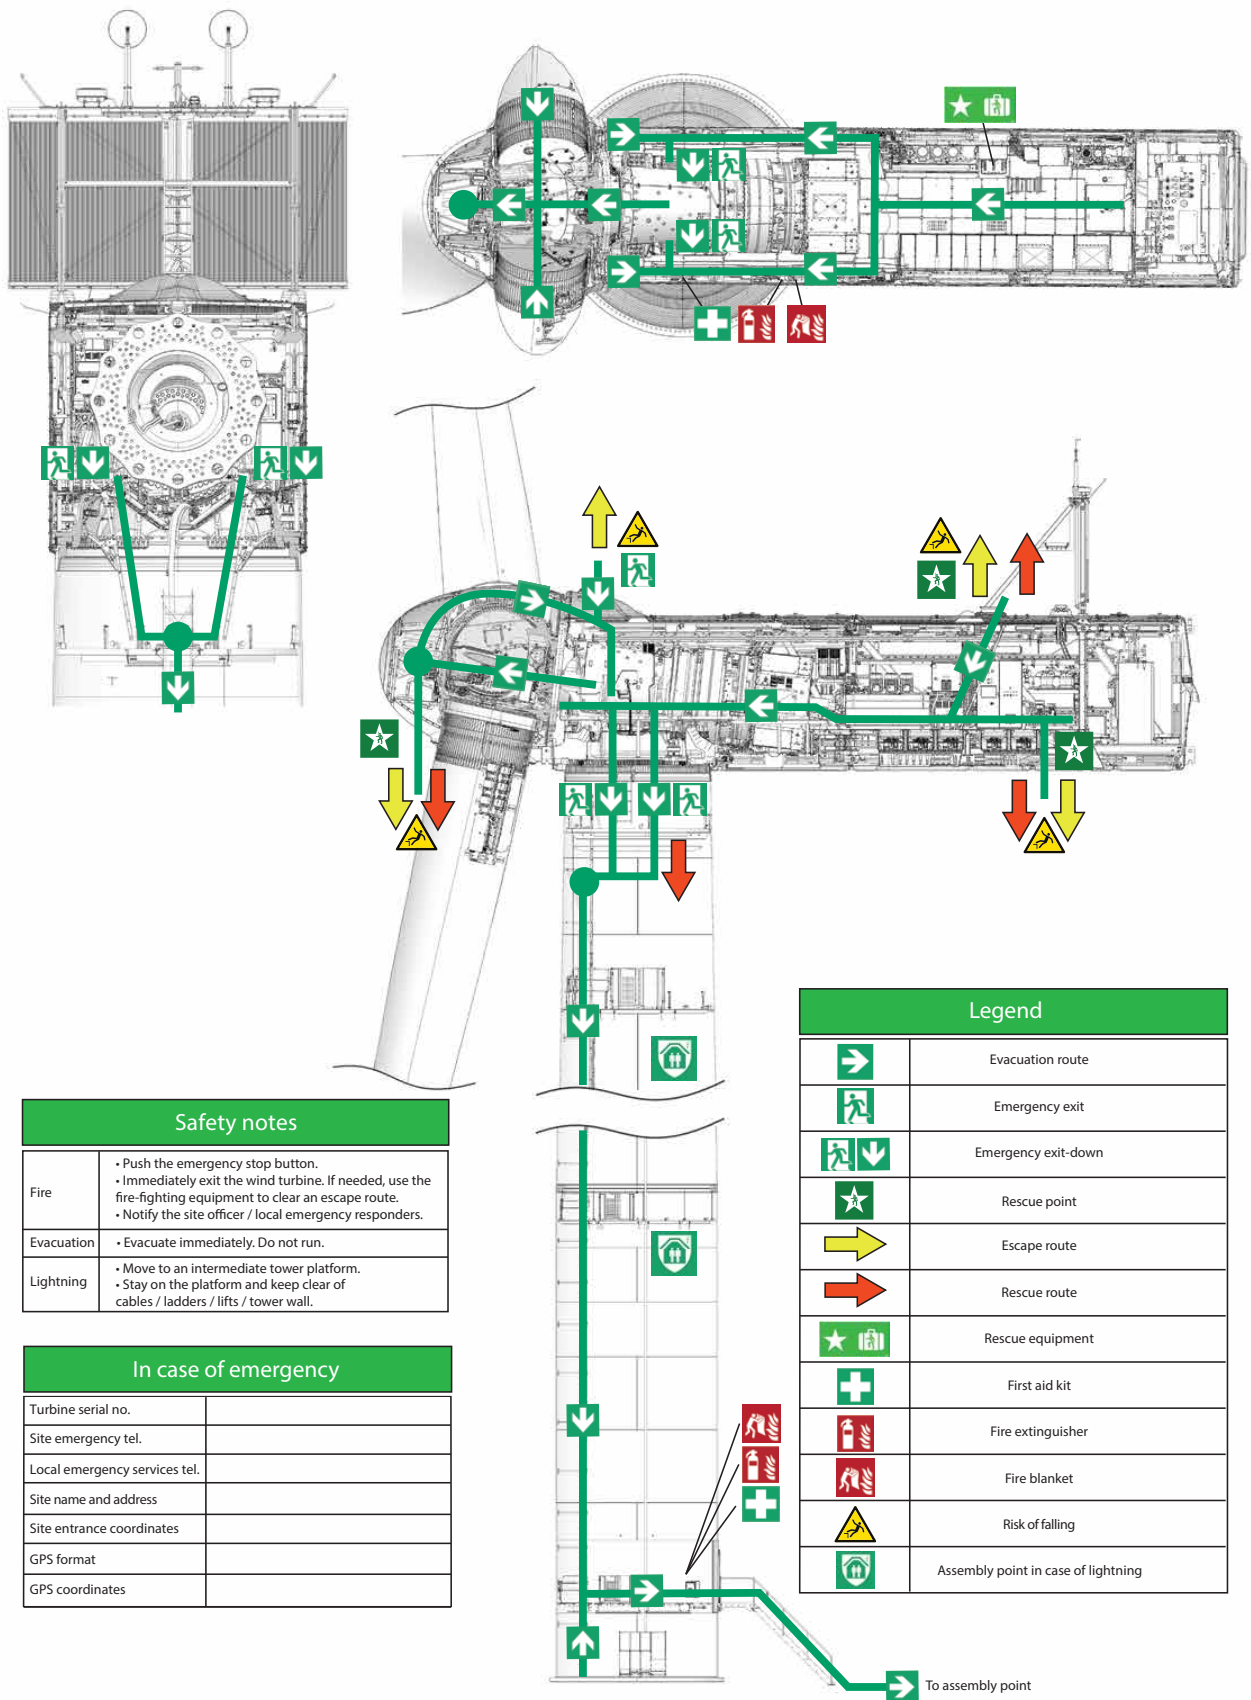 Legend
Evacuation route
Emergency exit
Emergency exit-down
Rescue point
Escape route
Rescue route
Rescue equipment
First aid kit
Fire extinguisher
Fire blanket
Risk of falling
Assembly point in case of lightning
Safety notes
Fire
• Push the emergency stop button.
• Immediately exit the wind turbine. If needed, use the
fire-fighting equipment to clear an escape route.
• Notify the site officer / local emergency responders.
Evacuation
• Evacuate immediately. Do not run.
Lightning
• Move to an intermediate tower platform.
• Stay on the platform and keep clear of
cables / ladders / lifts / tower wall.
In case of emergency
Turbine serial no.
Site emergency tel.
Local emergency services tel.
Site name and address
Site entrance coordinates
GPS format
GPS coordinates
To assembly point